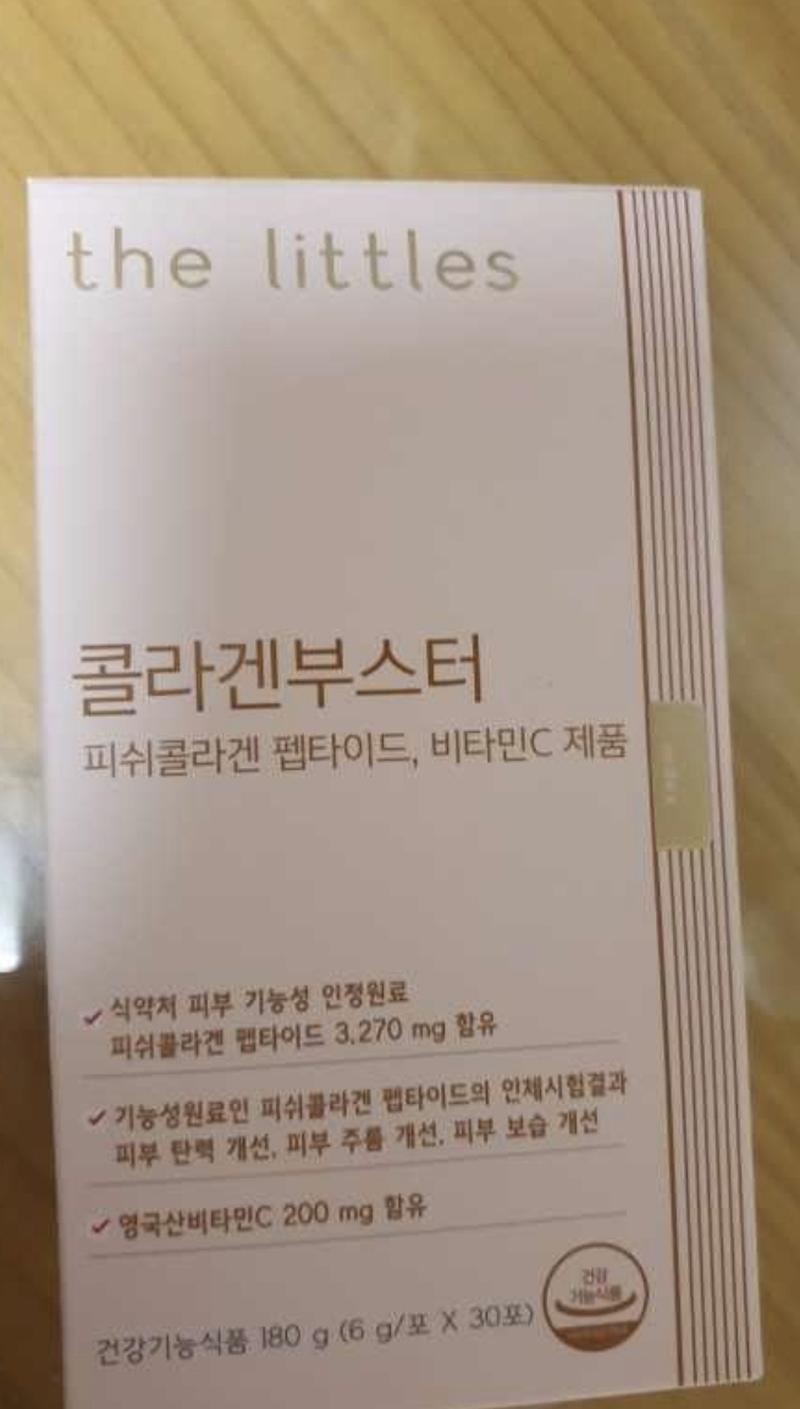 the littles
콜라겐부스터
피쉬콜라겐 펩타이드, 비타민C 제품
식약처 피부 기능성 인정원료
피쉬콜라겐 펩타이드 3,270 mg 함유
기능성원료인 피쉬콜라겐 펩타이드의 인체시험결과
피부 탄력 개선, 피부 주름 개선, 피부 보습 개선
영국산비타민C 200 mg 함유
건강기능식품 180 g (6 g/포 X 30포)
건강
기능식품